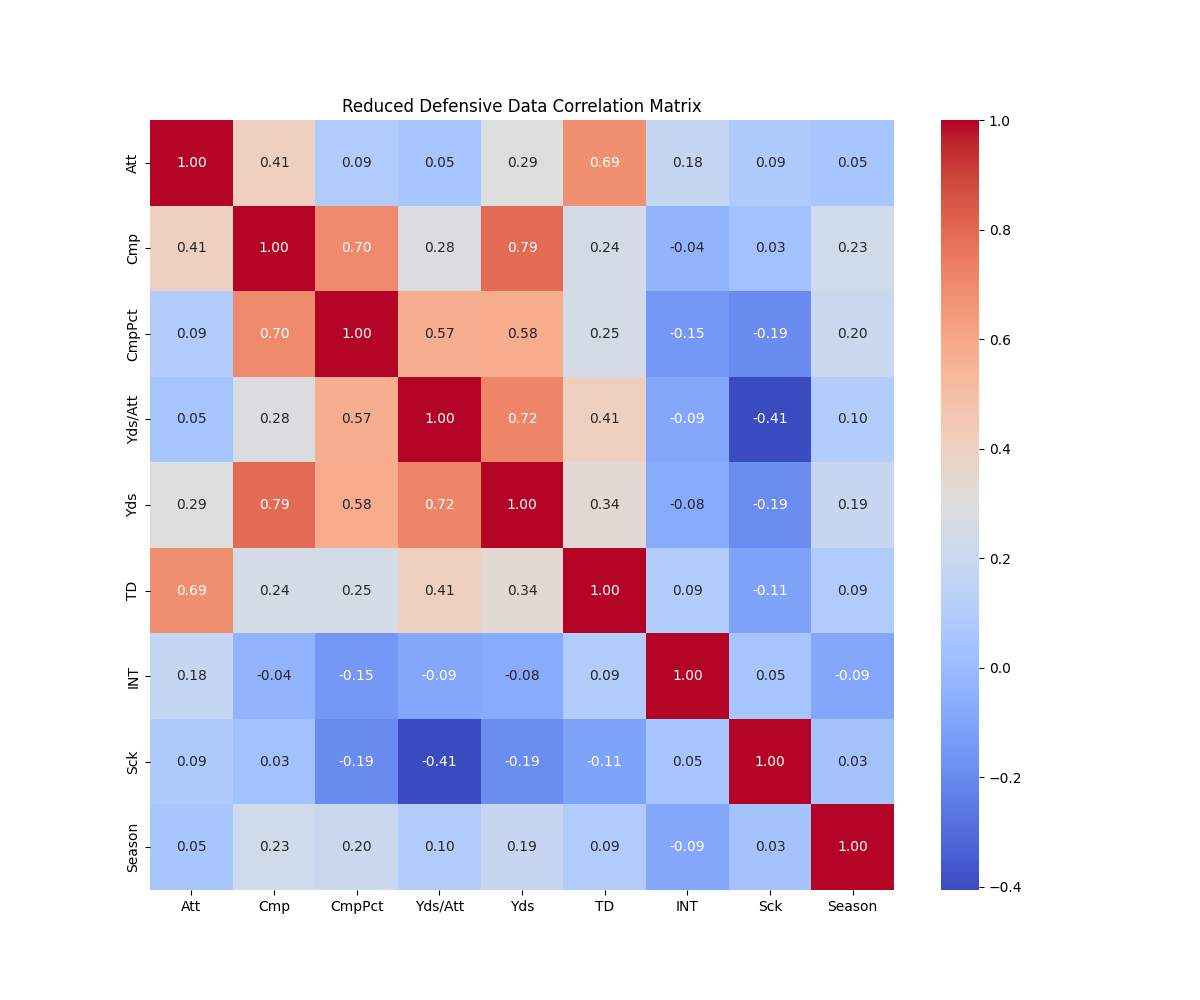 Reduced Defensive Data Correlation Matrix
Att 1.00 0.41 0.09 0.05 0.29 0.69 0.18 0.09 0.05
Cmp 0.41 1.00 0.70 0.28 0.79 0.24 -0.04 0.03 0.23
CmpPct 0.09 0.70 1.00 0.57 0.58 0.25 -0.15 -0.19 0.20
Yds/Att 0.05 0.28 0.57 1.00 0.72 0.41 -0.09 -0.41 0.10
Yds 0.29 0.79 0.58 0.72 1.00 0.34 -0.08 -0.19 0.19
TD 0.69 0.24 0.25 0.41 0.34 1.00 0.09 -0.11 0.09
INT 0.18 -0.04 -0.15 -0.09 -0.08 0.09 1.00 0.05 -0.09
Sck 0.09 0.03 -0.19 -0.41 -0.19 -0.11 0.05 1.00 0.03
Season 0.05 0.23 0.20 0.10 0.19 0.09 -0.09 0.03 1.00
Att Cmp CmpPct Yds/Att Yds TD INT Sck Season
1.0
0.8
0.6
0.4
0.2
0.0
−0.2
−0.4